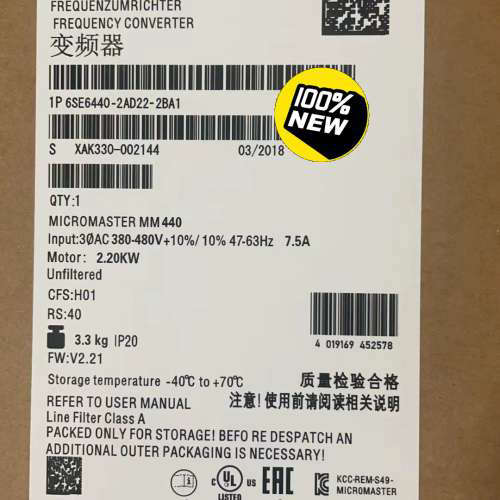 FREQUENZUMRICHTER
FREQUENCY CONVERTER
变频器
1P 6SE6440-2AD22-2BA1
100%
NEW
S XAK330-002144 03/2018
QTY:1
MICROMASTER MM 440
Input:3ØAC 380-480V+10%/ 10% 47-63Hz 7.5A
Motor: 2.20KW
Unfiltered
CFS:H01
RS:40
3.3 kg IP20
4 019169 452578
FW:V2.21
Storage temperature -40°C to +70°C
质量检验合格
REFER TO USER MANUAL
注意!使用前请阅读相关说明
Line Filter Class A
PACKED ONLY FOR STORAGE! BEFO RE DESPATCH AN
ADDITIONAL OUTER PACKAGING IS NECESSARY!
C UL US
LISTED
EAC
KCC-REM-S49-
MICROMASTER